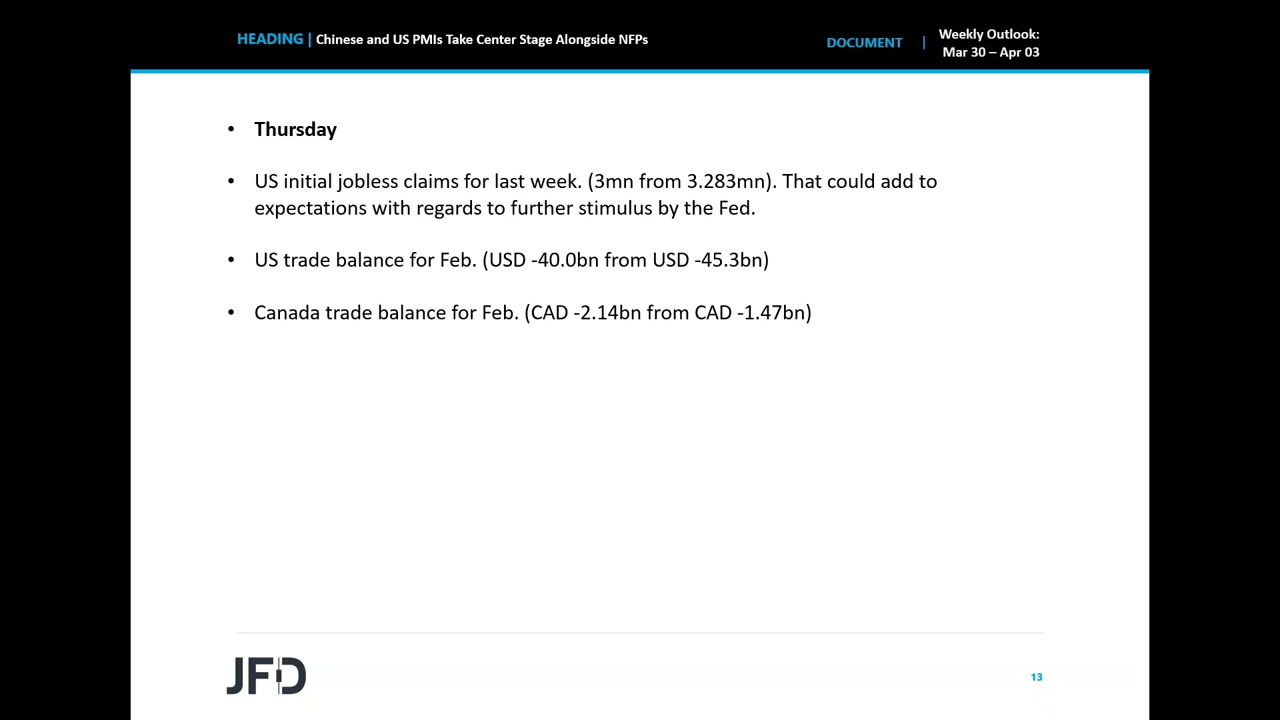 HEADING | Chinese and US PMIs Take Center Stage Alongside NFPs
DOCUMENT | Weekly Outlook:
Mar 30 – Apr 03
• Thursday
• US initial jobless claims for last week. (3mn from 3.283mn). That could add to
expectations with regards to further stimulus by the Fed.
• US trade balance for Feb. (USD -40.0bn from USD -45.3bn)
• Canada trade balance for Feb. (CAD -2.14bn from CAD -1.47bn)
JFD
13